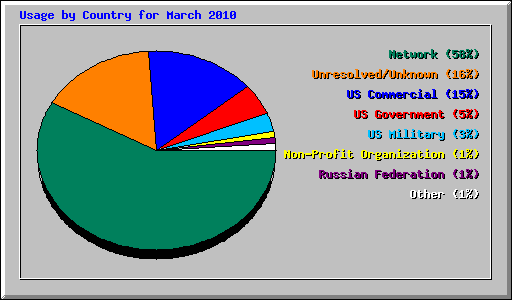 Usage by Country for March 2010
Network (58%)
Unresolved/Unknown (16%)
US Commercial (15%)
US Government (5%)
US Military (3%)
Non-Profit Organization (1%)
Russian Federation (1%)
Other (1%)